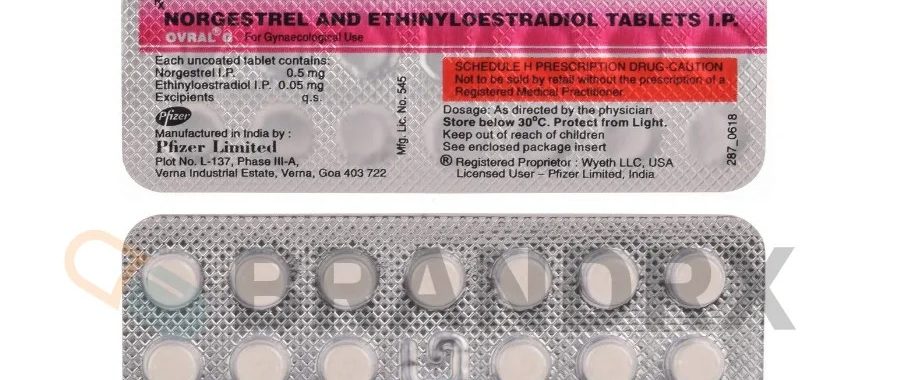 Rx
NORGESTREL AND ETHINYLOESTRADIOL TABLETS I.P.
OVRAL® G For Gynaecological Use
Each uncoated tablet contains:
Norgestrel I.P. 0.5 mg
Ethinyloestradiol I.P. 0.05 mg
Excipients q.s.
Pfizer
Manufactured in India by :
Pfizer Limited
Plot No. L-137, Phase III-A,
Verna Industrial Estate, Verna, Goa 403 722
Mfg. Lic. No. 545
SCHEDULE H PRESCRIPTION DRUG-CAUTION
Not to be sold by retail without the prescription of a
Registered Medical Practitioner.
Dosage: As directed by the physician
Store below 30°C. Protect from Light.
Keep out of reach of children
See enclosed package insert
® Registered Proprietor : Wyeth LLC, USA
Licensed User – Pfizer Limited, India
287_0618
BRANDRX